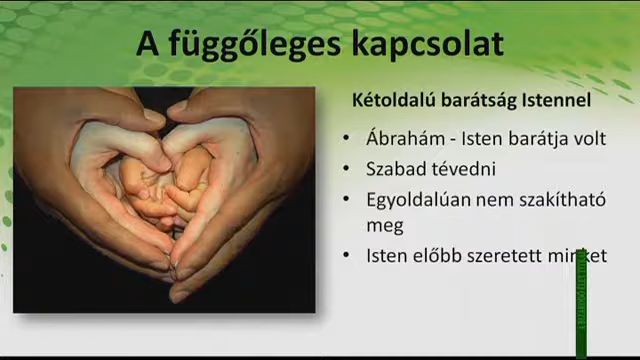 A függőleges kapcsolat
Kétoldalú barátság Istennel
• Ábrahám - Isten barátja volt
• Szabad tévedni
• Egyoldalúan nem szakítható
meg
• Isten előbb szeretett minket